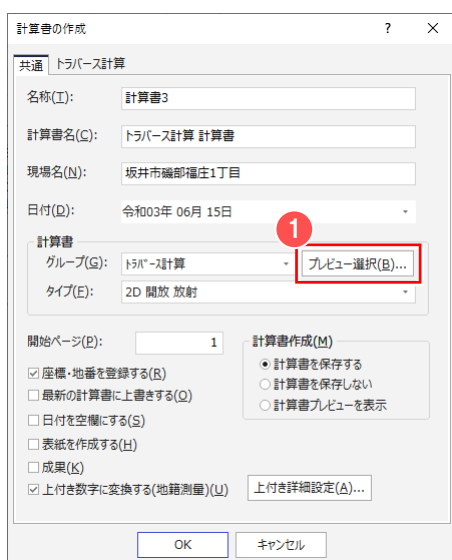 計算書の作成 ? ×
共通 トラバース計算
名称(T): 計算書3
計算書名(C): トラバース計算 計算書
現場名(N): 坂井市磯部福庄1丁目
日付(D): 令和03年 06月 15日
1
計算書
グループ(G): トラバース計算 プレビュー選択(B)...
タイプ(E): 2D 開放 放射
開始ページ(P): 1
計算書作成(M)
計算書を保存する
計算書を保存しない
計算書プレビューを表示
座標・地番を登録する(R)
最新の計算書に上書きする(O)
日付を空欄にする(S)
表紙を作成する(H)
成果(K)
上付き数字に変換する(地籍測量)(U) 上付き詳細設定(A)...
OK キャンセル